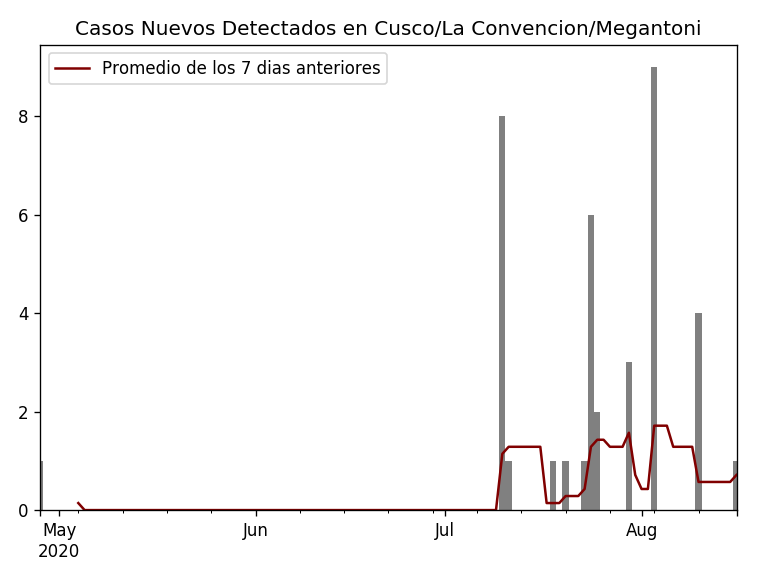 Casos Nuevos Detectados en Cusco/La Convencion/Megantoni
Promedio de los 7 dias anteriores
8
6
4
2
0
May Jun Jul Aug
2020